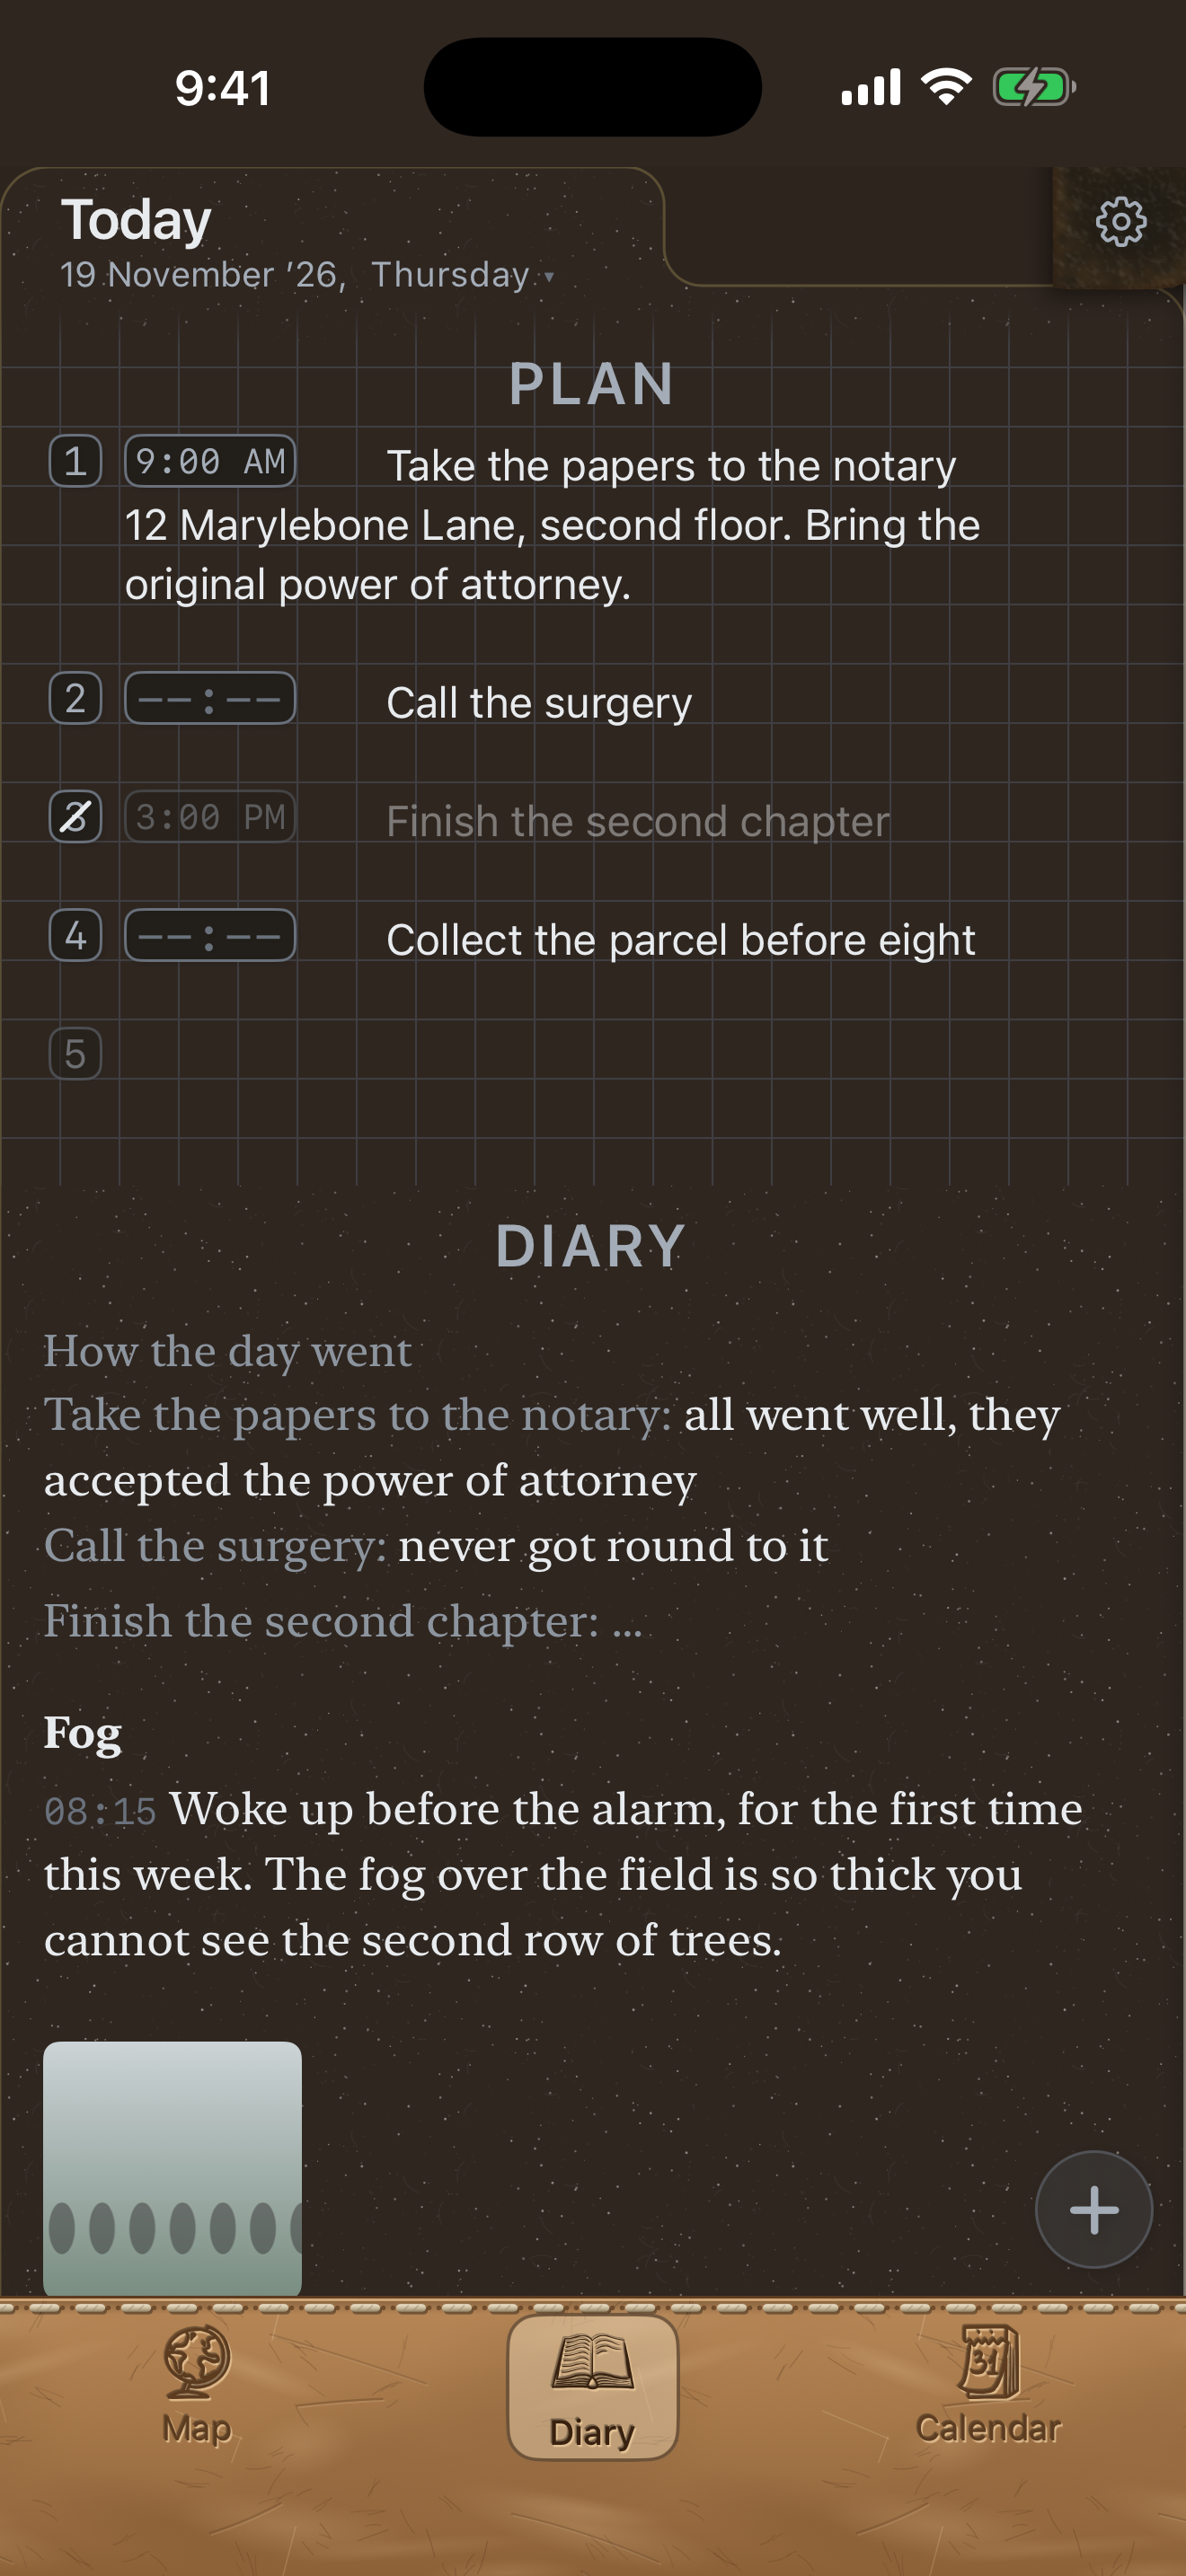 9:41
Today
19 November ’26, Thursday ▾
PLAN
1 9:00 AM Take the papers to the notary
12 Marylebone Lane, second floor. Bring the
original power of attorney.
2 --:-- Call the surgery
3 3:00 PM Finish the second chapter
4 --:-- Collect the parcel before eight
5
DIARY
How the day went
Take the papers to the notary: all went well, they
accepted the power of attorney
Call the surgery: never got round to it
Finish the second chapter: ...
Fog
08:15 Woke up before the alarm, for the first time
this week. The fog over the field is so thick you
cannot see the second row of trees.
31
Map Diary Calendar